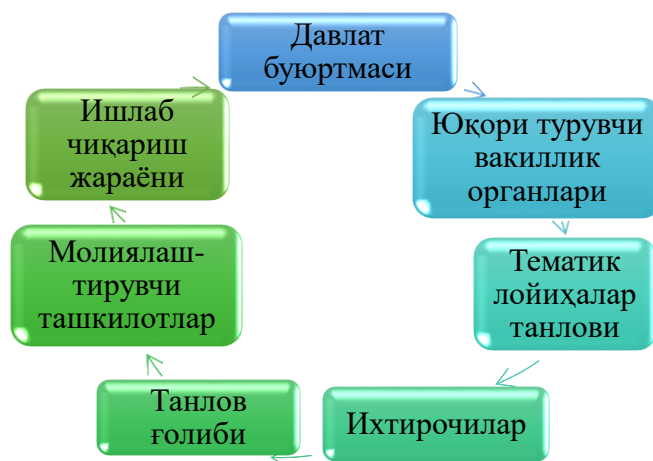 Давлат
буюртмаси
Юқори турувчи
вакиллик
органлари
Тематик
лойиҳалар
танлови
Ихтирочилар
Танлов
ғолиби
Молиялаш-
тирувчи
ташкилотлар
Ишлаб
чиқариш
жараёни